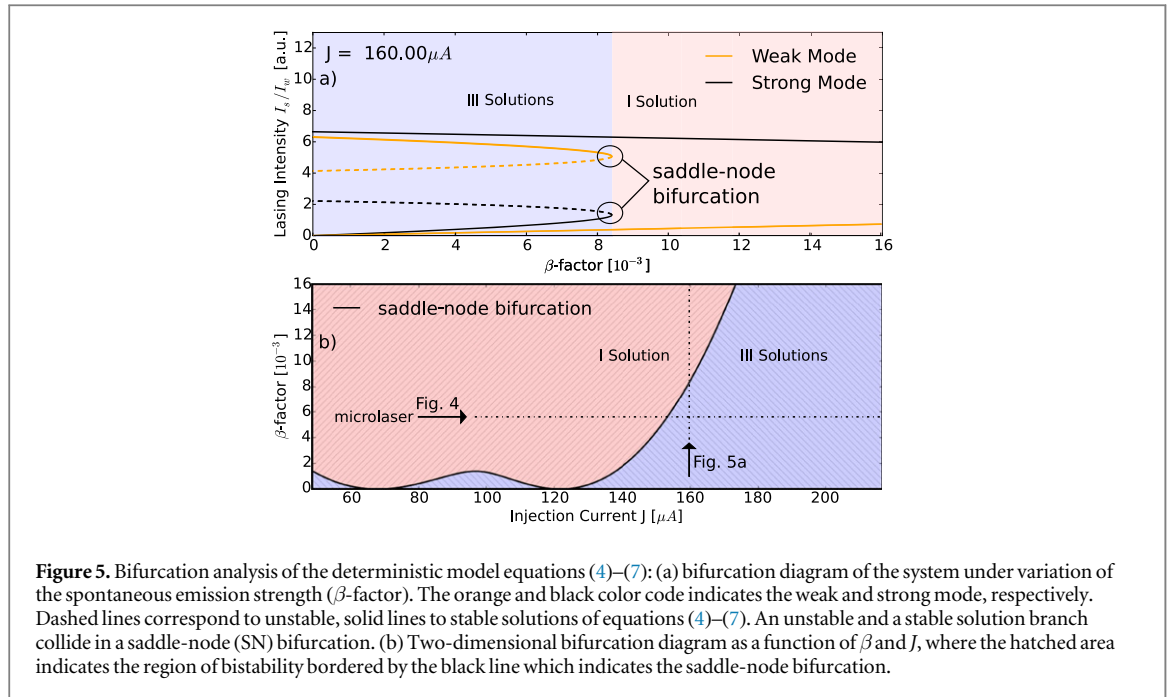 J = 160.00μA
a)
Weak Mode
Strong Mode
III Solutions
I Solution
saddle-node
bifurcation
Lasing Intensity I_s/I_w [a.u.]
12
10
8
6
4
2
0
0 2 4 6 8 10 12 14 16
β-factor [10⁻³]
saddle-node bifurcation
b)
I Solution
III Solutions
Fig. 4
microlaser
Fig. 5a
β-factor [10⁻³]
16
14
12
10
8
6
4
2
0
60 80 100 120 140 160 180 200
Injection Current J [μA]
Figure 5. Bifurcation analysis of the deterministic model equations (4)–(7): (a) bifurcation diagram of the system under variation of
the spontaneous emission strength (β-factor). The orange and black color code indicates the weak and strong mode, respectively.
Dashed lines correspond to unstable, solid lines to stable solutions of equations (4)–(7). An unstable and a stable solution branch
collide in a saddle-node (SN) bifurcation. (b) Two-dimensional bifurcation diagram as a function of β and J, where the hatched area
indicates the region of bistability bordered by the black line which indicates the saddle-node bifurcation.